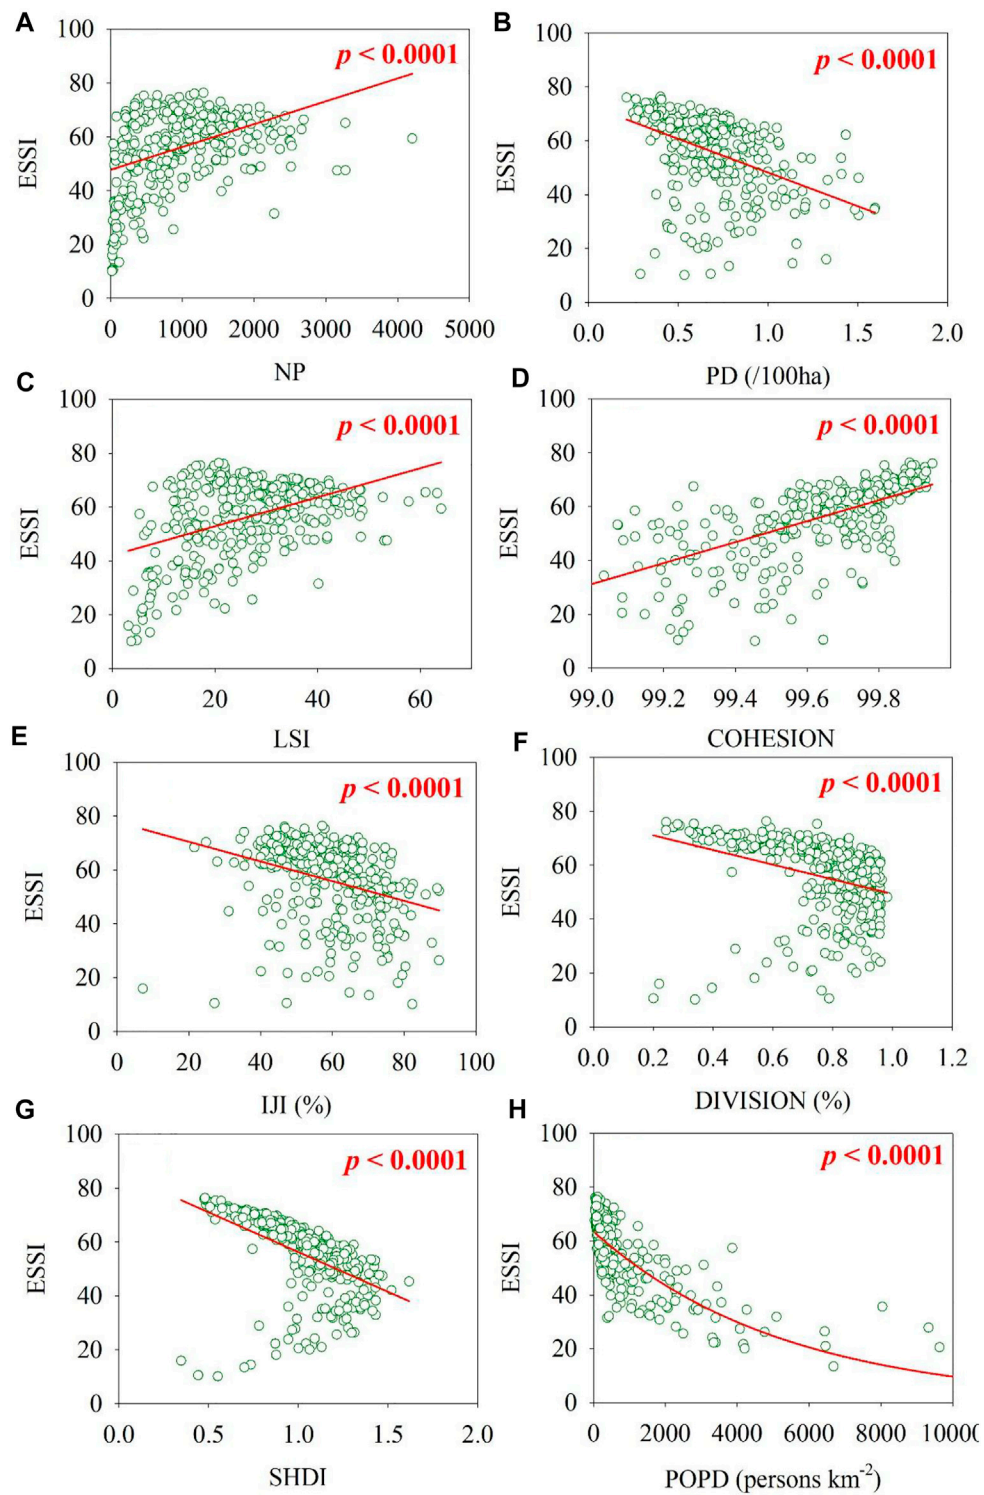 A
p < 0.0001
ESSI
100
80
60
40
20
0
0 1000 2000 3000 4000 5000
NP
B
p < 0.0001
ESSI
100
80
60
40
20
0
0.0 0.5 1.0 1.5 2.0
PD (/100ha)
C
p < 0.0001
ESSI
100
80
60
40
20
0
0 20 40 60
LSI
D
p < 0.0001
ESSI
100
80
60
40
20
0
99.0 99.2 99.4 99.6 99.8
COHESION
E
p < 0.0001
ESSI
100
80
60
40
20
0
0 20 40 60 80 100
IJI (%)
F
p < 0.0001
ESSI
100
80
60
40
20
0
0.0 0.2 0.4 0.6 0.8 1.0 1.2
DIVISION (%)
G
p < 0.0001
ESSI
100
80
60
40
20
0
0.0 0.5 1.0 1.5 2.0
SHDI
H
p < 0.0001
ESSI
100
80
60
40
20
0
0 2000 4000 6000 8000 10000
POPD (persons km⁻²)